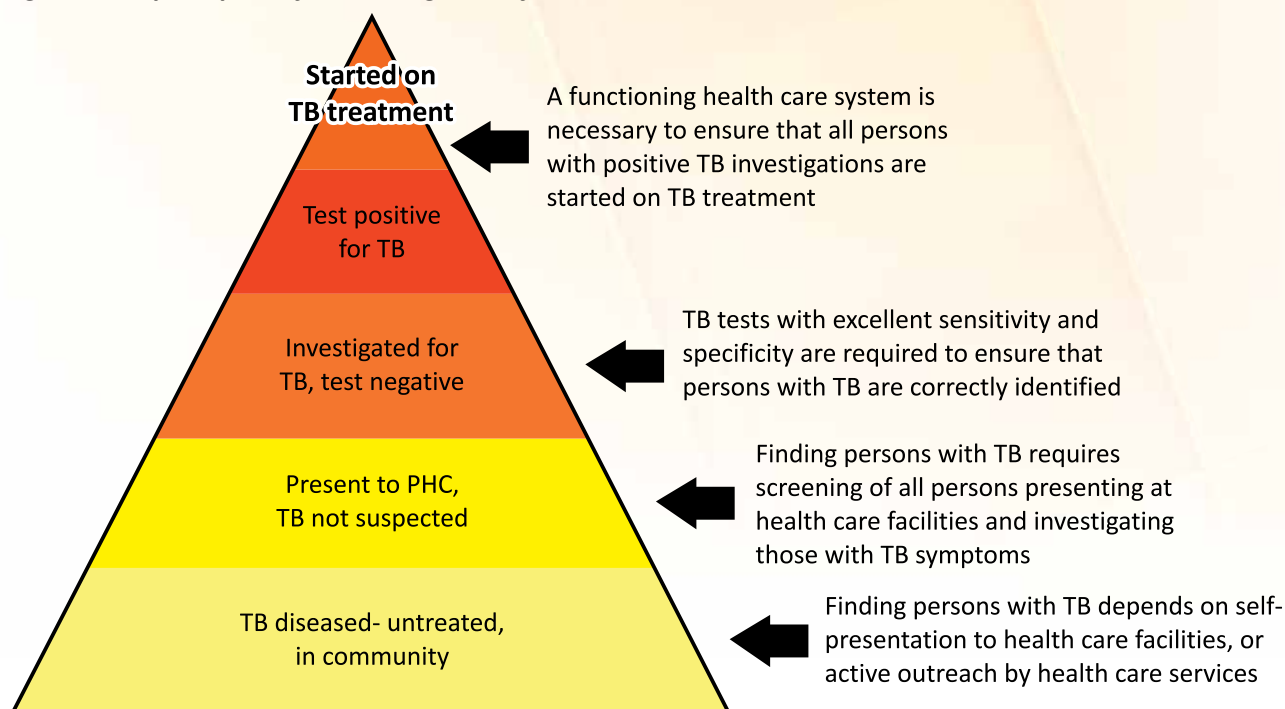 Started on
TB treatment
A functioning health care system is
necessary to ensure that all persons
with positive TB investigations are
started on TB treatment
Test positive
for TB
Investigated for
TB, test negative
TB tests with excellent sensitivity and
specificity are required to ensure that
persons with TB are correctly identified
Present to PHC,
TB not suspected
Finding persons with TB requires
screening of all persons presenting at
health care facilities and investigating
those with TB symptoms
TB diseased- untreated,
in community
Finding persons with TB depends on self-
presentation to health care facilities, or
active outreach by health care services